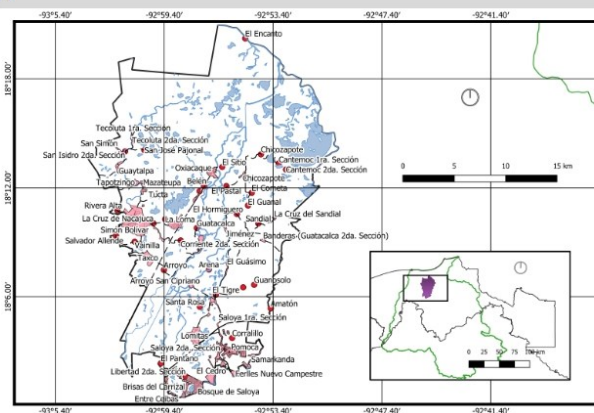 -93°5.40' -92°59.40' -92°53.40' -92°47.40' -92°41.40'
18°18.00'
18°12.00'
18°6.00'
El Encanto
Tecoluta 1ra. Sección
San Simón Tecoluta 2da. Sección
San Isidro 2da. Sección San José Pajonal
Chicozapote
Cantemoc 1ra. Sección
Cantemoc 2da. Sección
Guaytalpa
Oxiacaque El Sitio
Tapotzingo Mazateupa Belén Chicozapote
Tucta El Pastal El Cometa
Rivera Alta El Guanal
El Hormiguero
La Cruz de Nacajuca La Loma Sandial La Cruz del Sandial
Simón Bolívar Guatacalca
Salvador Allende Jiménez Banderas (Guatacalca 2da. Sección)
Vainilla Corriente 2da. Sección
Taxco El Guásimo
Arroyo Arena
Arroyo San Cipriano Guanosolo
El Tigre
Santa Rosa Amatón
Saloya 1ra. Sección
Lomitas Corralillo
Saloya 2da. Sección Pomoca
El Pantano Samarkanda
Libertad 2da. Sección El Cedro Fenles Nuevo Campestre
Brisas del Carrizal Bosque de Saloya
Entre Ceibas
0 5 10 15 km
0 25 50 75 100 km
-93°5.40' -92°59.40' -92°53.40' -92°47.40' -92°41.40'